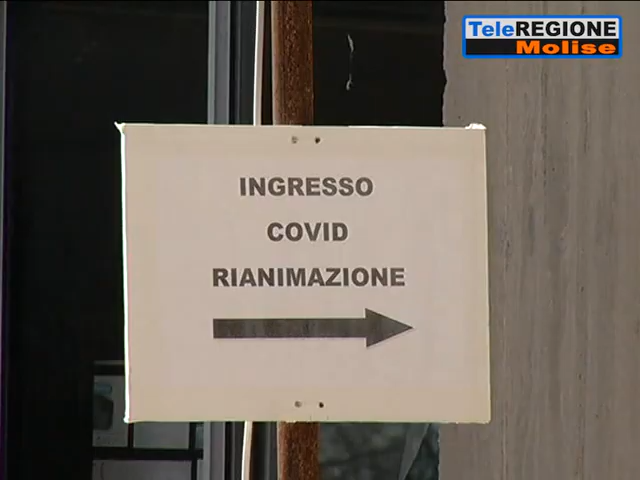 TeleREGIONE
Molise
INGRESSO
COVID
RIANIMAZIONE